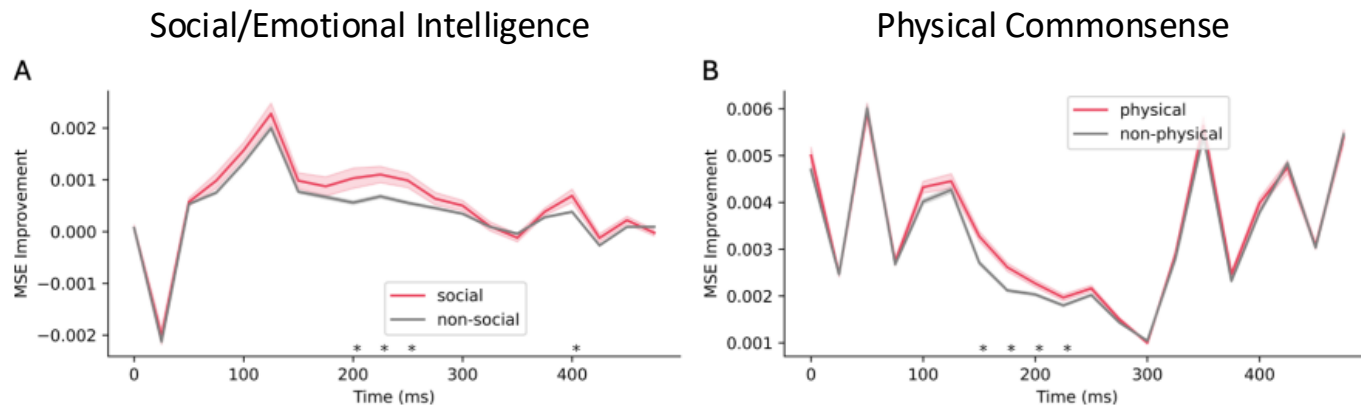 Social/Emotional Intelligence
Physical Commonsense
A
B
MSE Improvement
0.002
0.001
0.000
−0.001
−0.002
social
non-social
* * * *
0 100 200 300 400
Time (ms)
MSE Improvement
0.006
0.005
0.004
0.003
0.002
0.001
physical
non-physical
* * * *
0 100 200 300 400
Time (ms)